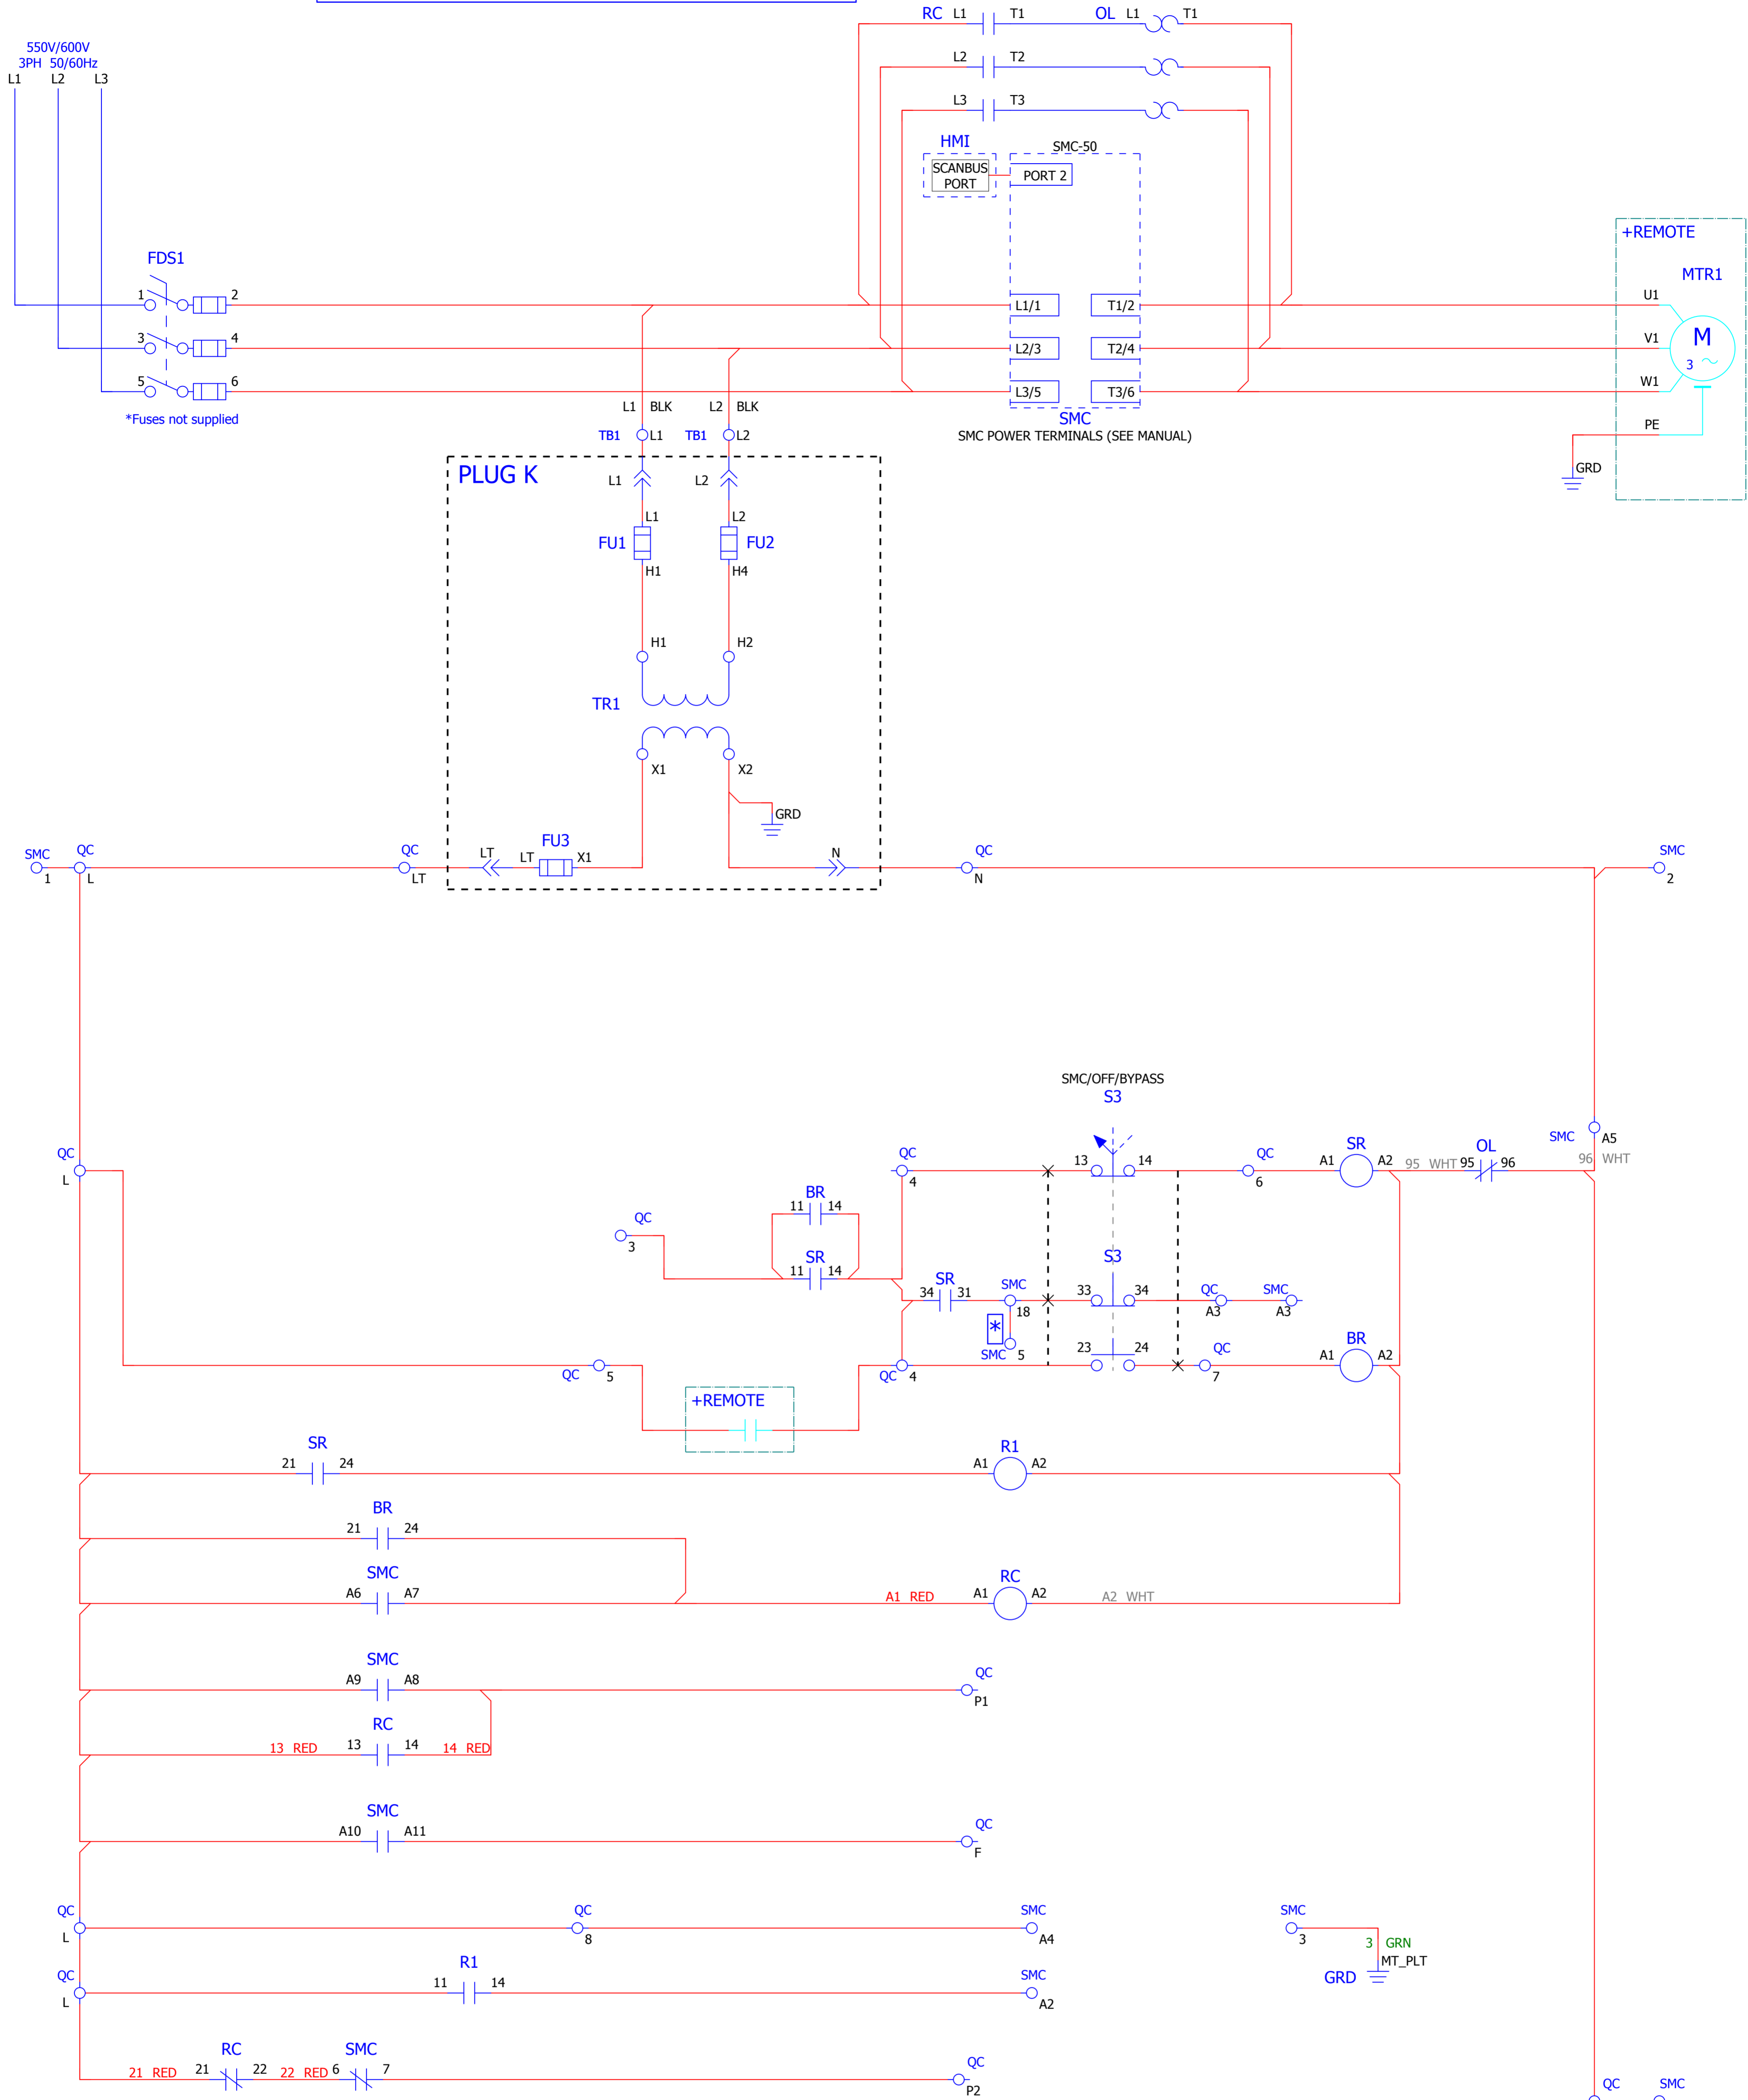 RC L1 T1 OL L1 T1
550V/600V
3PH 50/60Hz
L1 L2 L3
L2 T2
L3 T3
HMI
SMC-50
SCANBUS
PORT
PORT 2
+REMOTE
MTR1
FDS1
1 2
L1/1 T1/2
U1
3 4
L2/3 T2/4
V1
M
3
5 6
L3/5 T3/6
W1
*Fuses not supplied
L1 BLK L2 BLK
SMC
PE
TB1 L1 TB1 L2
SMC POWER TERMINALS (SEE MANUAL)
GRD
PLUG K
L1 L2
L1 L2
FU1 FU2
H1 H4
H1 H2
TR1
X1 X2
GRD
FU3
SMC QC QC LT LT X1 N QC SMC
1 L LT N 2
SMC/OFF/BYPASS
S3
SMC A5
QC QC 13 14 QC SR OL
A1 A2 95 WHT 95 96 96 WHT
L 4 6
BR
11 14
QC
3
SR S3
11 14
SR SMC 33 34 QC SMC
34 31 18 A3 A3
*
SMC 5 23 24 QC BR
A1 A2
QC 5 QC 4 7
+REMOTE
SR R1
21 24 A1 A2
BR
21 24
SMC RC
A6 A7 A1 RED A1 A2 A2 WHT
SMC QC
A9 A8 P1
RC
13 RED 13 14 14 RED
SMC QC
A10 A11 F
QC QC SMC SMC
L 8 A4 3
3 GRN
MT_PLT
GRD
QC R1 SMC
11 14
L A2
RC SMC QC
21 RED 21 22 22 RED 6 7 P2
QC SMC